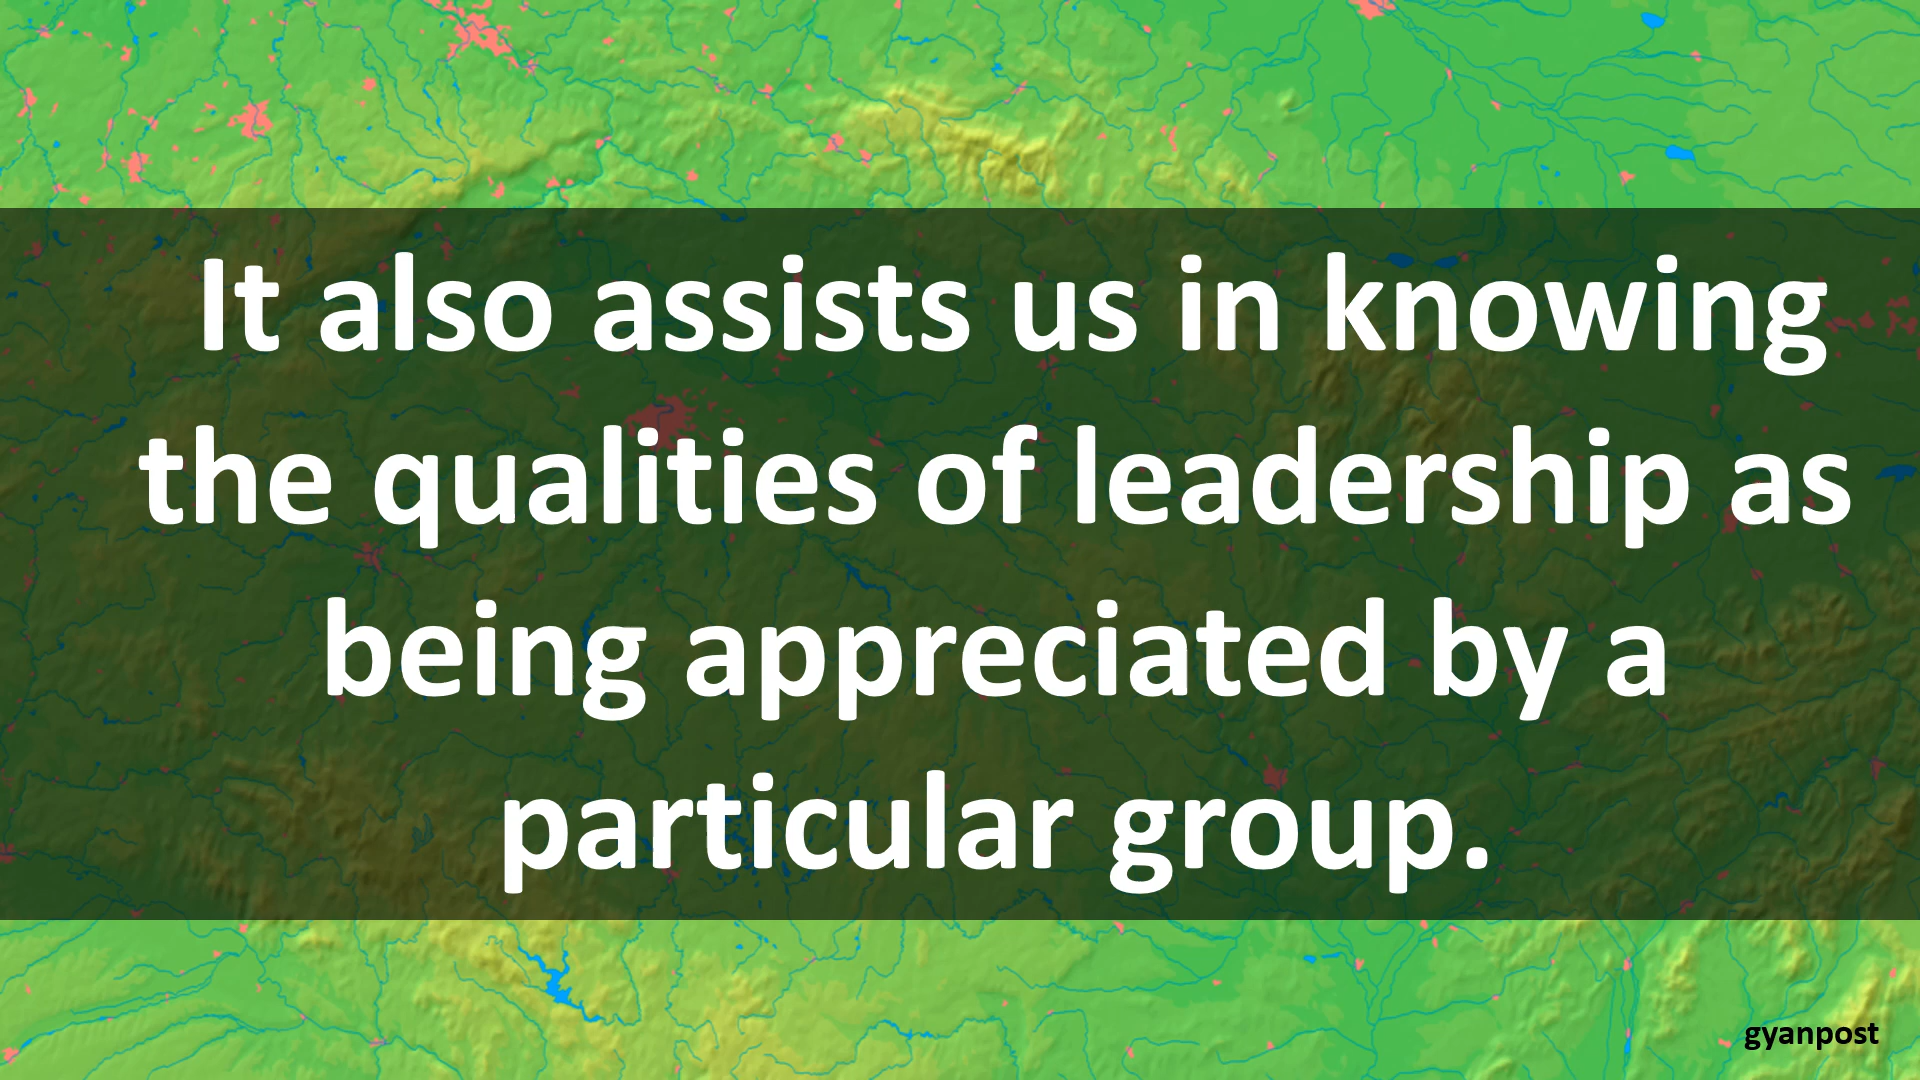 It also assists us in knowing
the qualities of leadership as
being appreciated by a
particular group.
gyanpost